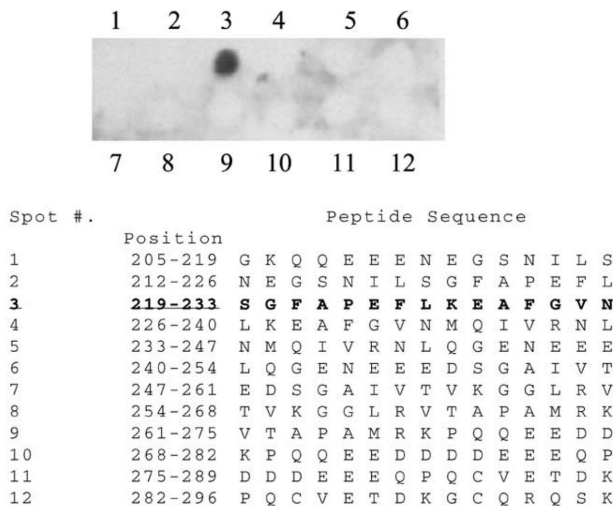 1 2 3 4 5 6
7 8 9 10 11 12
Spot #. Peptide Sequence
Position
1 205-219 G K Q Q E E E N E G S N I L S
2 212-226 N E G S N I L S G F A P E F L
3 219-233 S G F A P E F L K E A F G V N
4 226-240 L K E A F G V N M Q I V R N L
5 233-247 N M Q I V R N L Q G E N E E E
6 240-254 L Q G E N E E E D S G A I V T
7 247-261 E D S G A I V T V K G G L R V
8 254-268 T V K G G L R V T A P A M R K
9 261-275 V T A P A M R K P Q Q E E D D
10 268-282 K P Q Q E E D D D D E E E Q P
11 275-289 D D D E E E Q P Q C V E T D K
12 282-296 P Q C V E T D K G C Q R Q S K